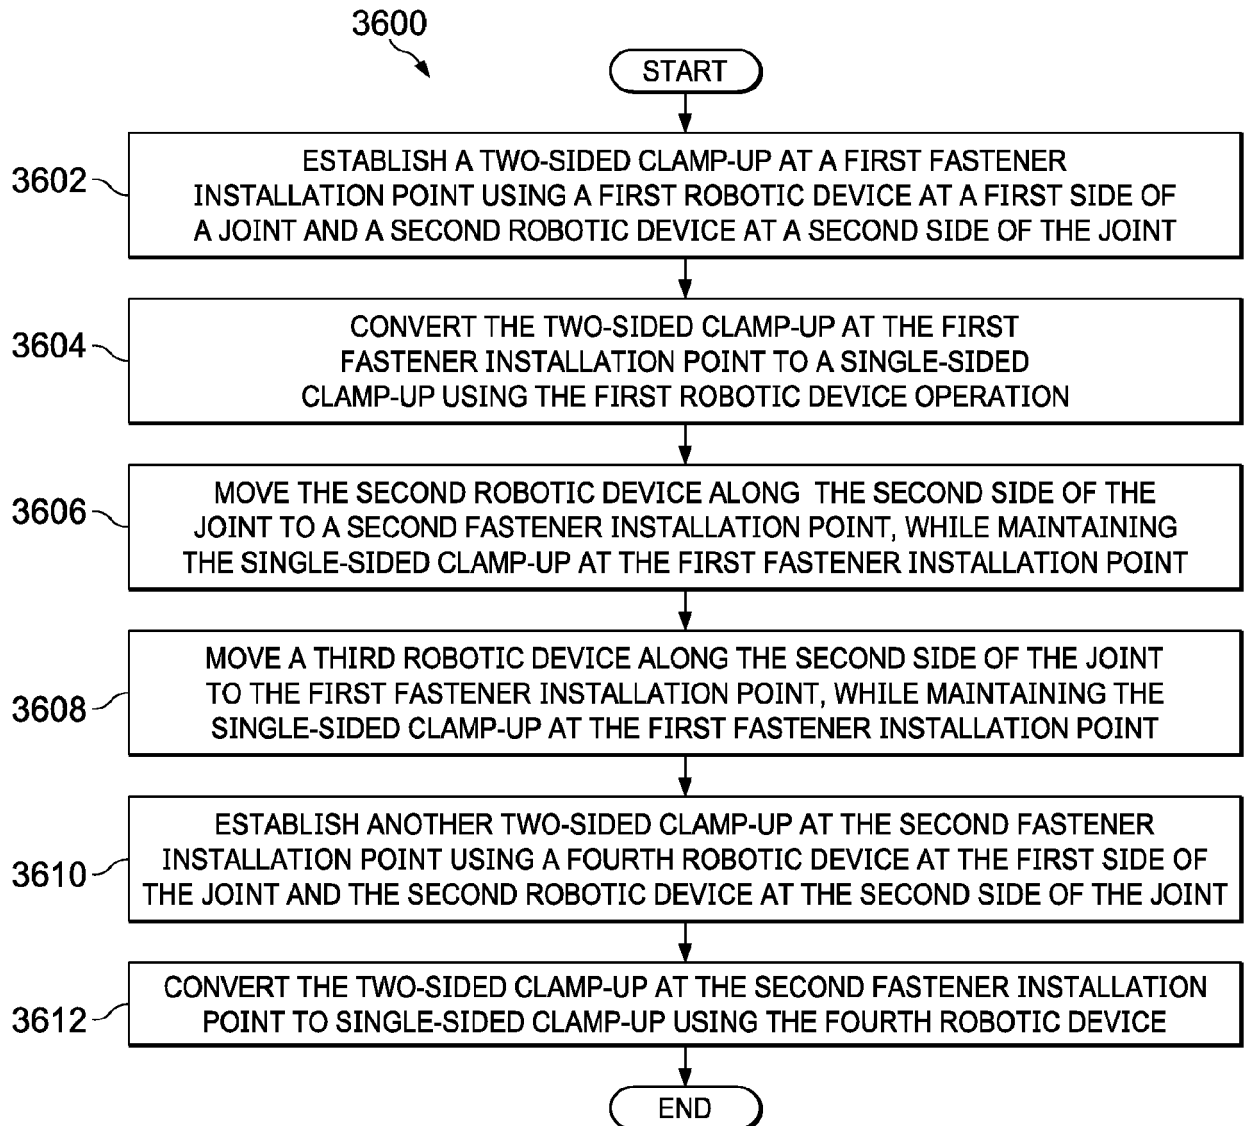 3600
START
3602
ESTABLISH A TWO-SIDED CLAMP-UP AT A FIRST FASTENER
INSTALLATION POINT USING A FIRST ROBOTIC DEVICE AT A FIRST SIDE OF
A JOINT AND A SECOND ROBOTIC DEVICE AT A SECOND SIDE OF THE JOINT
3604
CONVERT THE TWO-SIDED CLAMP-UP AT THE FIRST
FASTENER INSTALLATION POINT TO A SINGLE-SIDED
CLAMP-UP USING THE FIRST ROBOTIC DEVICE OPERATION
3606
MOVE THE SECOND ROBOTIC DEVICE ALONG THE SECOND SIDE OF THE
JOINT TO A SECOND FASTENER INSTALLATION POINT, WHILE MAINTAINING
THE SINGLE-SIDED CLAMP-UP AT THE FIRST FASTENER INSTALLATION POINT
3608
MOVE A THIRD ROBOTIC DEVICE ALONG THE SECOND SIDE OF THE JOINT
TO THE FIRST FASTENER INSTALLATION POINT, WHILE MAINTAINING THE
SINGLE-SIDED CLAMP-UP AT THE FIRST FASTENER INSTALLATION POINT
3610
ESTABLISH ANOTHER TWO-SIDED CLAMP-UP AT THE SECOND FASTENER
INSTALLATION POINT USING A FOURTH ROBOTIC DEVICE AT THE FIRST SIDE OF
THE JOINT AND THE SECOND ROBOTIC DEVICE AT THE SECOND SIDE OF THE JOINT
3612
CONVERT THE TWO-SIDED CLAMP-UP AT THE SECOND FASTENER INSTALLATION
POINT TO SINGLE-SIDED CLAMP-UP USING THE FOURTH ROBOTIC DEVICE
END